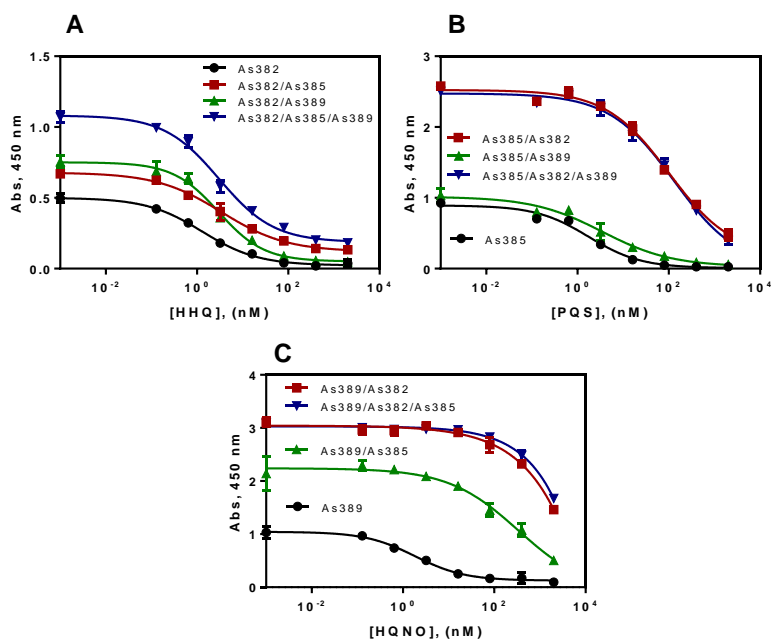 A
1.5
1.0
0.5
0.0
Abs, 450 nm
As382
As382/As385
As382/As389
As382/As385/As389
10⁻² 10⁰ 10² 10⁴
[HHQ], (nM)
B
3
2
1
0
Abs, 450 nm
As385/As382
As385/As389
As385/As382/As389
As385
10⁻² 10⁰ 10² 10⁴
[PQS], (nM)
C
4
3
2
1
0
Abs, 450 nm
As389/As382
As389/As382/As385
As389/As385
As389
10⁻² 10⁰ 10² 10⁴
[HQNO], (nM)